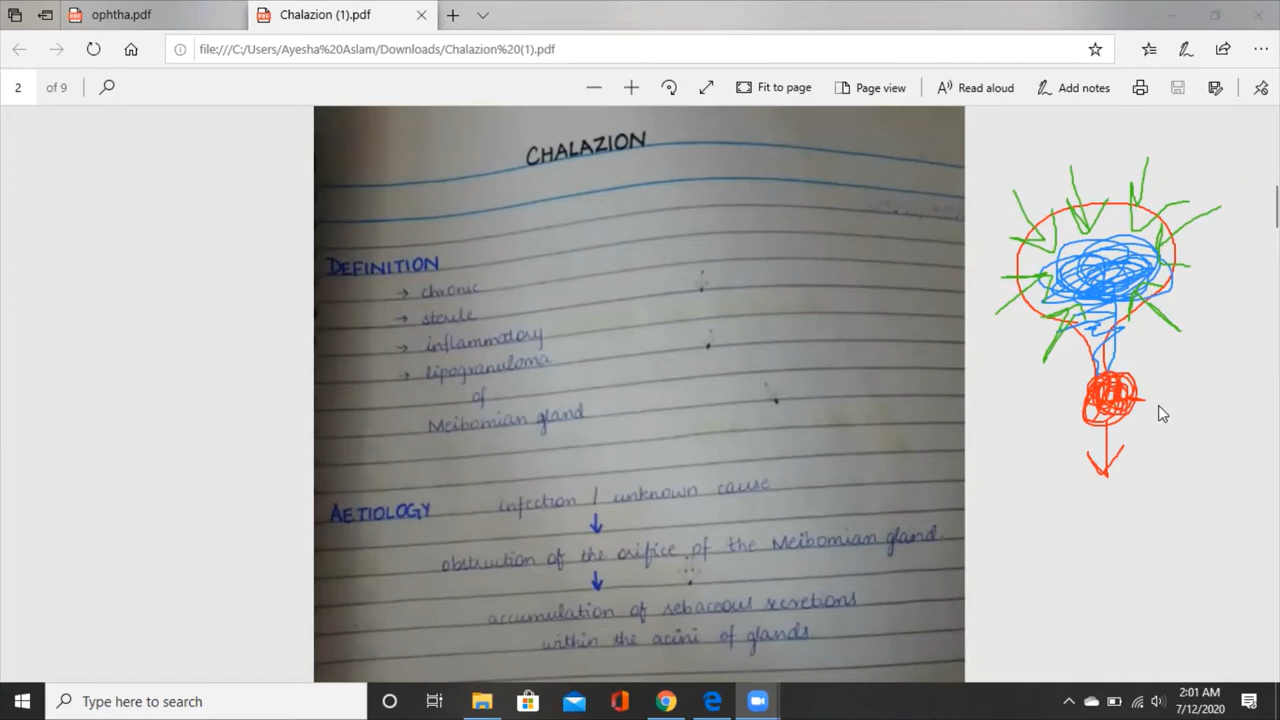 ophtha.pdf
Chalazion (1).pdf
file:///C:/Users/Ayesha%20Aslam/Downloads/Chalazion%20(1).pdf
2 of 9
Fit to page
Page view
Read aloud
Add notes
CHALAZION
DEFINITION
→ chronic
→ sterile
→ inflammatory
→ lipogranuloma
of
Meibomian gland
AETIOLOGY infection / unknown cause
↓
obstruction of the orifice of the Meibomian gland
↓
accumulation of sebaceous secretions
within the acini of glands
Type here to search
2:01 AM
7/12/2020